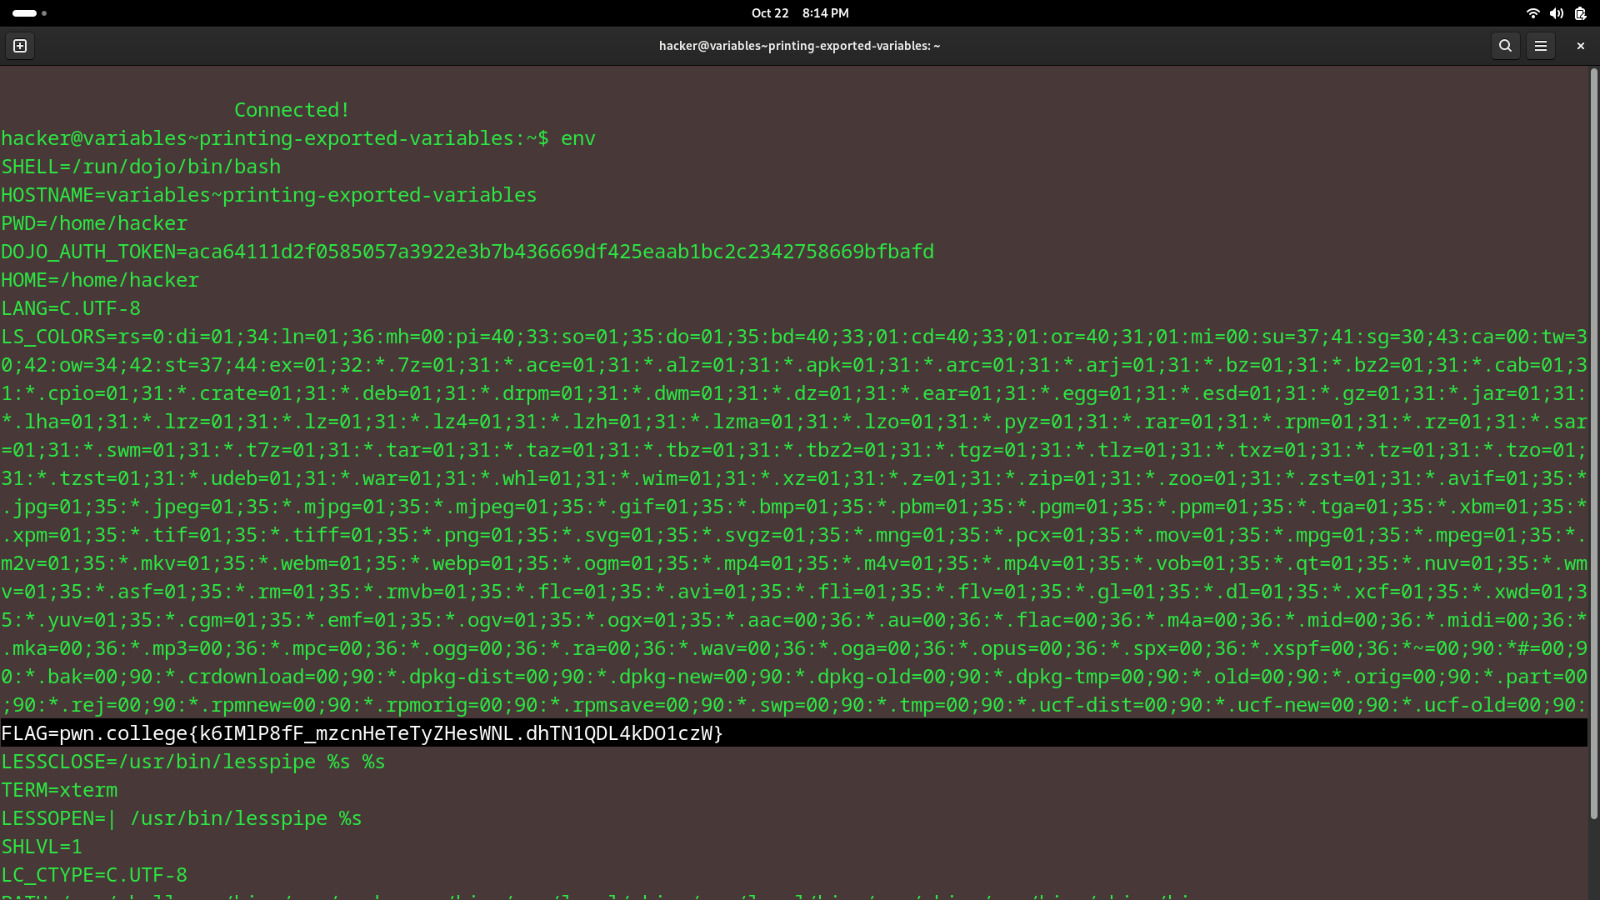 Oct 22 8:14 PM
hacker@variables~printing-exported-variables: ~
Connected!
hacker@variables~printing-exported-variables:~$ env
SHELL=/run/dojo/bin/bash
HOSTNAME=variables~printing-exported-variables
PWD=/home/hacker
DOJO_AUTH_TOKEN=aca64111d2f0585057a3922e3b7b436669df425eaab1bc2c2342758669bfbafd
HOME=/home/hacker
LANG=C.UTF-8
LS_COLORS=rs=0:di=01;34:ln=01;36:mh=00:pi=40;33:so=01;35:do=01;35:bd=40;33;01:cd=40;33;01:or=40;31;01:mi=00:su=37;41:sg=30;43:ca=00:tw=3
0;42:ow=34;42:st=37;44:ex=01;32:*.7z=01;31:*.ace=01;31:*.alz=01;31:*.apk=01;31:*.arc=01;31:*.arj=01;31:*.bz=01;31:*.bz2=01;31:*.cab=01;3
1:*.cpio=01;31:*.crate=01;31:*.deb=01;31:*.drpm=01;31:*.dwm=01;31:*.dz=01;31:*.ear=01;31:*.egg=01;31:*.esd=01;31:*.gz=01;31:*.jar=01;31:
*.lha=01;31:*.lrz=01;31:*.lz=01;31:*.lz4=01;31:*.lzh=01;31:*.lzma=01;31:*.lzo=01;31:*.pyz=01;31:*.rar=01;31:*.rpm=01;31:*.rz=01;31:*.sar
=01;31:*.swm=01;31:*.t7z=01;31:*.tar=01;31:*.taz=01;31:*.tbz=01;31:*.tbz2=01;31:*.tgz=01;31:*.tlz=01;31:*.txz=01;31:*.tz=01;31:*.tzo=01;
31:*.tzst=01;31:*.udeb=01;31:*.war=01;31:*.whl=01;31:*.wim=01;31:*.xz=01;31:*.z=01;31:*.zip=01;31:*.zoo=01;31:*.zst=01;31:*.avif=01;35:*
.jpg=01;35:*.jpeg=01;35:*.mjpg=01;35:*.mjpeg=01;35:*.gif=01;35:*.bmp=01;35:*.pbm=01;35:*.pgm=01;35:*.ppm=01;35:*.tga=01;35:*.xbm=01;35:*
.xpm=01;35:*.tif=01;35:*.tiff=01;35:*.png=01;35:*.svg=01;35:*.svgz=01;35:*.mng=01;35:*.pcx=01;35:*.mov=01;35:*.mpg=01;35:*.mpeg=01;35:*.
m2v=01;35:*.mkv=01;35:*.webm=01;35:*.webp=01;35:*.ogm=01;35:*.mp4=01;35:*.m4v=01;35:*.mp4v=01;35:*.vob=01;35:*.qt=01;35:*.nuv=01;35:*.wm
v=01;35:*.asf=01;35:*.rm=01;35:*.rmvb=01;35:*.flc=01;35:*.avi=01;35:*.fli=01;35:*.flv=01;35:*.gl=01;35:*.dl=01;35:*.xcf=01;35:*.xwd=01;3
5:*.yuv=01;35:*.cgm=01;35:*.emf=01;35:*.ogv=01;35:*.ogx=01;35:*.aac=00;36:*.au=00;36:*.flac=00;36:*.m4a=00;36:*.mid=00;36:*.midi=00;36:*
.mka=00;36:*.mp3=00;36:*.mpc=00;36:*.ogg=00;36:*.ra=00;36:*.wav=00;36:*.oga=00;36:*.opus=00;36:*.spx=00;36:*.xspf=00;36:*~=00;90:*#=00;9
0:*.bak=00;90:*.crdownload=00;90:*.dpkg-dist=00;90:*.dpkg-new=00;90:*.dpkg-old=00;90:*.dpkg-tmp=00;90:*.old=00;90:*.orig=00;90:*.part=00
;90:*.rej=00;90:*.rpmnew=00;90:*.rpmorig=00;90:*.rpmsave=00;90:*.swp=00;90:*.tmp=00;90:*.ucf-dist=00;90:*.ucf-new=00;90:*.ucf-old=00;90:
FLAG=pwn.college{k6IMlP8fF_mzcnHeTeTyZHesWNL.dhTN1QDL4kDO1czW}
LESSCLOSE=/usr/bin/lesspipe %s %s
TERM=xterm
LESSOPEN=| /usr/bin/lesspipe %s
SHLVL=1
LC_CTYPE=C.UTF-8